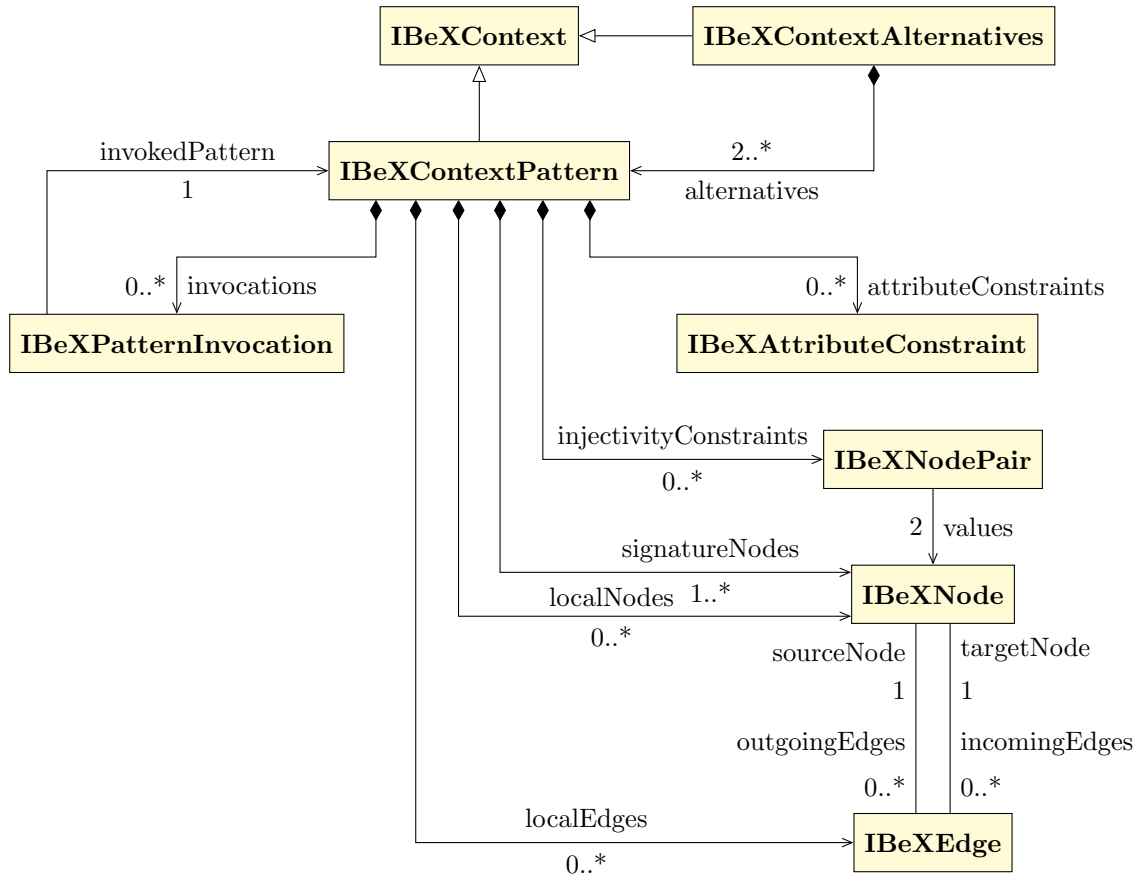 IBeXContext
IBeXContextAlternatives
invokedPattern
1
IBeXContextPattern
2..*
alternatives
0..*
invocations
0..*
attributeConstraints
IBeXPatternInvocation
IBeXAttributeConstraint
injectivityConstraints
0..*
IBeXNodePair
2
values
signatureNodes
1..*
localNodes
0..*
IBeXNode
sourceNode
targetNode
1
1
outgoingEdges
incomingEdges
0..*
0..*
localEdges
0..*
IBeXEdge